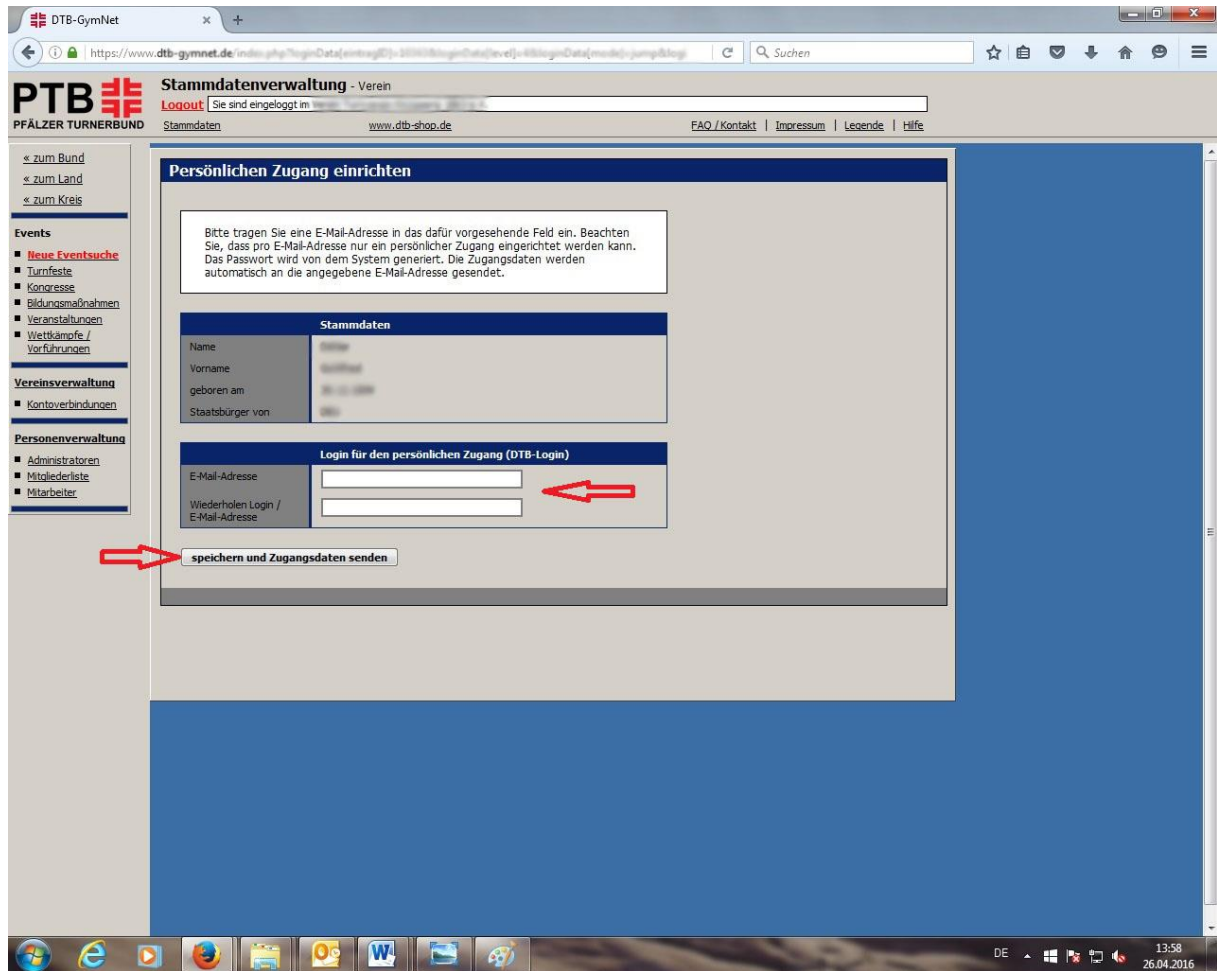 DTB-GymNet
https://www.dtb-gymnet.de/
Suchen
PTB
PFÄLZER TURNERBUND
Stammdatenverwaltung - Verein
Logout Sie sind eingeloggt im
Stammdaten www.dtb-shop.de FAQ / Kontakt | Impressum | Legende | Hilfe
« zum Bund
« zum Land
« zum Kreis
Events
Neue Eventsuche
Turnfeste
Kongresse
Bildungsmaßnahmen
Veranstaltungen
Wettkämpfe /
Vorführungen
Vereinsverwaltung
Kontoverbindungen
Personenverwaltung
Administratoren
Mitgliederliste
Mitarbeiter
Persönlichen Zugang einrichten
Bitte tragen Sie eine E-Mail-Adresse in das dafür vorgesehende Feld ein. Beachten
Sie, dass pro E-Mail-Adresse nur ein persönlicher Zugang eingerichtet werden kann.
Das Passwort wird von dem System generiert. Die Zugangsdaten werden
automatisch an die angegebene E-Mail-Adresse gesendet.
Stammdaten
Name
Vorname
geboren am
Staatsbürger von
Login für den persönlichen Zugang (DTB-Login)
E-Mail-Adresse
Wiederholen Login /
E-Mail-Adresse
speichern und Zugangsdaten senden
DE
13:58
26.04.2016